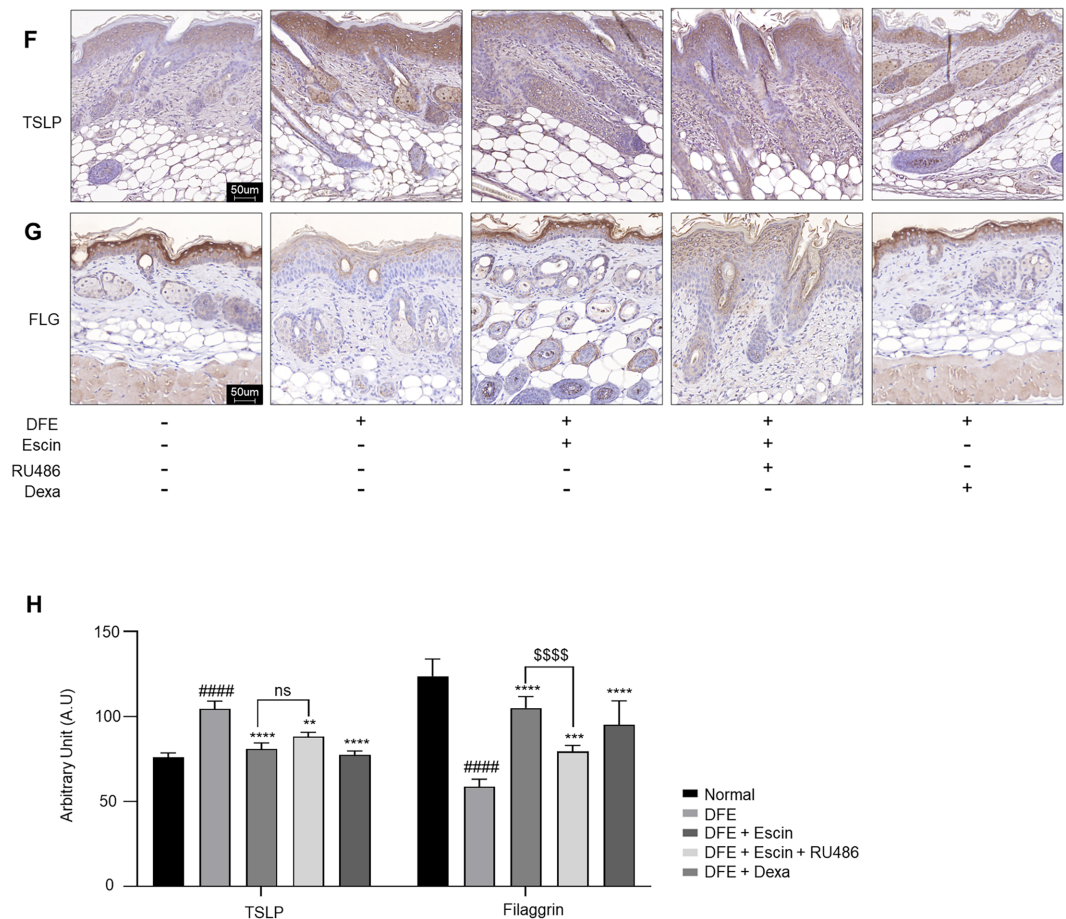 F
TSLP
50um
G
FLG
50um
DFE - + + + +
Escin - - + + -
RU486 - - - + -
Dexa - - - - +
H
Arbitrary Unit (A.U)
150
100
50
0
####
ns
****
**
****
$$$$
####
****
***
****
TSLP
Filaggrin
Normal
DFE
DFE + Escin
DFE + Escin + RU486
DFE + Dexa